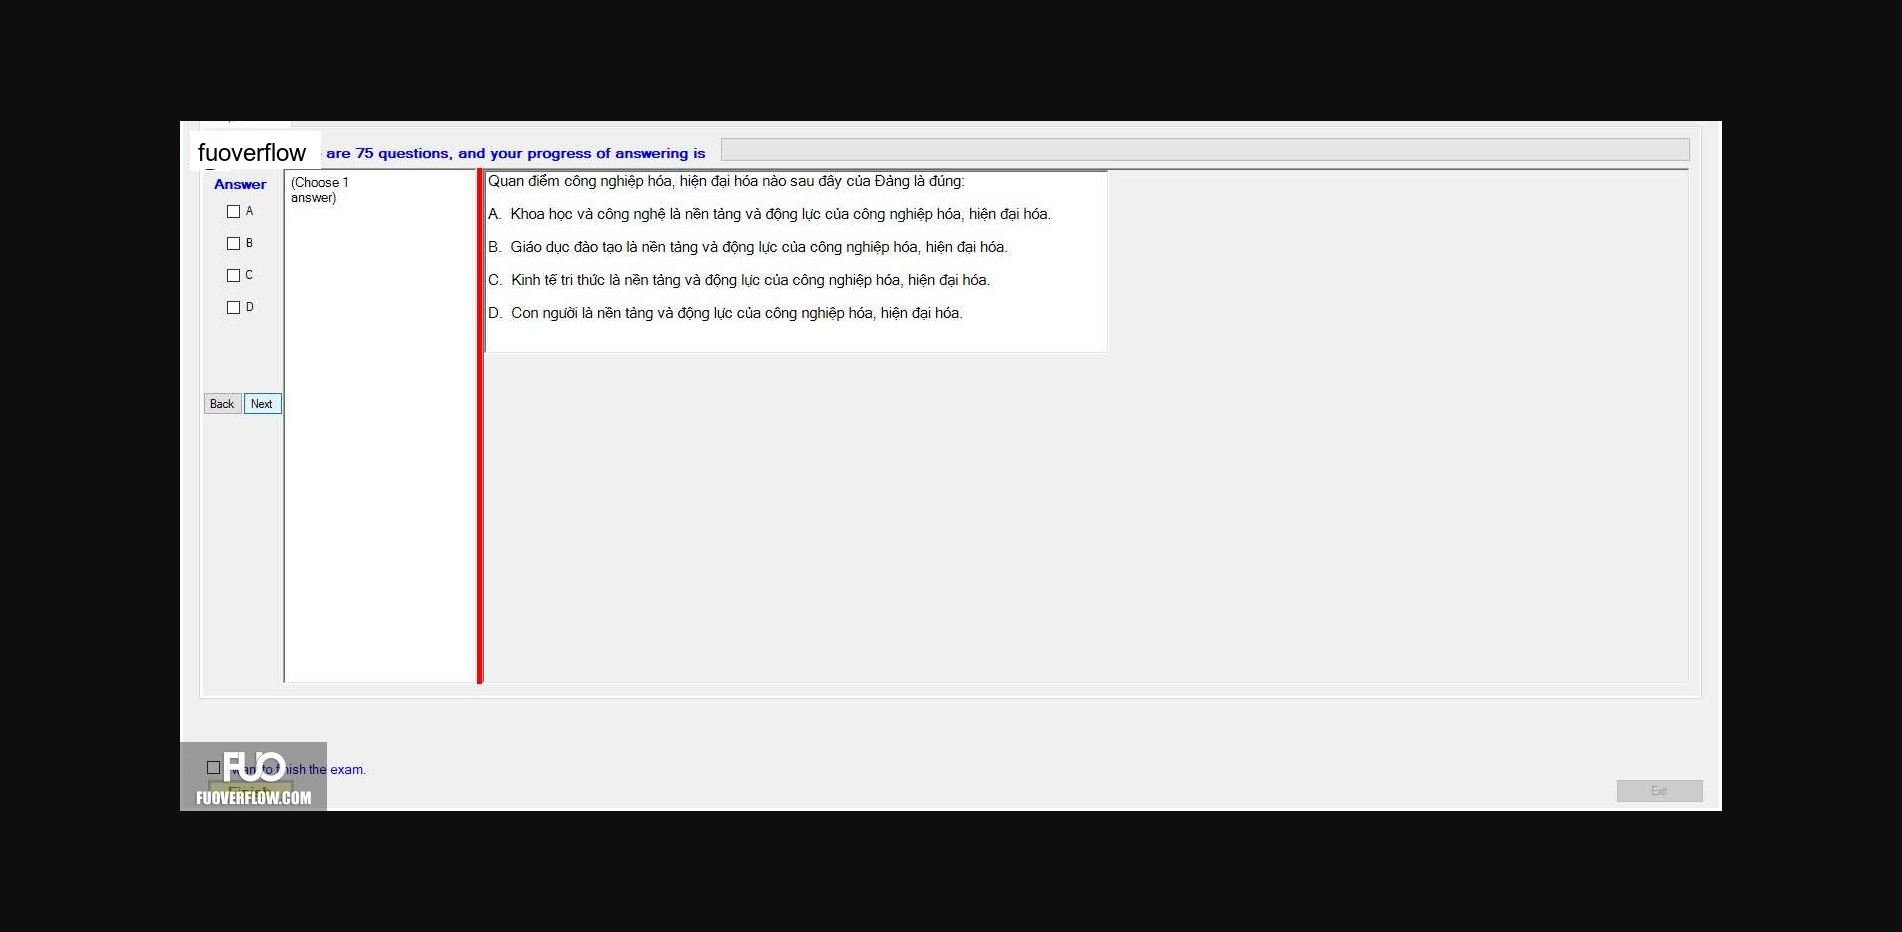 fuoverflow are 75 questions, and your progress of answering is
Answer
A
B
C
D
Back Next
(Choose 1
answer)
Quan điểm công nghiệp hóa, hiện đại hóa nào sau đây của Đảng là đúng:
A. Khoa học và công nghệ là nền tảng và động lực của công nghiệp hóa, hiện đại hóa.
B. Giáo dục đào tạo là nền tảng và động lực của công nghiệp hóa, hiện đại hóa.
C. Kinh tế tri thức là nền tảng và động lực của công nghiệp hóa, hiện đại hóa.
D. Con người là nền tảng và động lực của công nghiệp hóa, hiện đại hóa.
FUO
to finish the exam.
Finish
FUOVERFLOW.COM
Exit